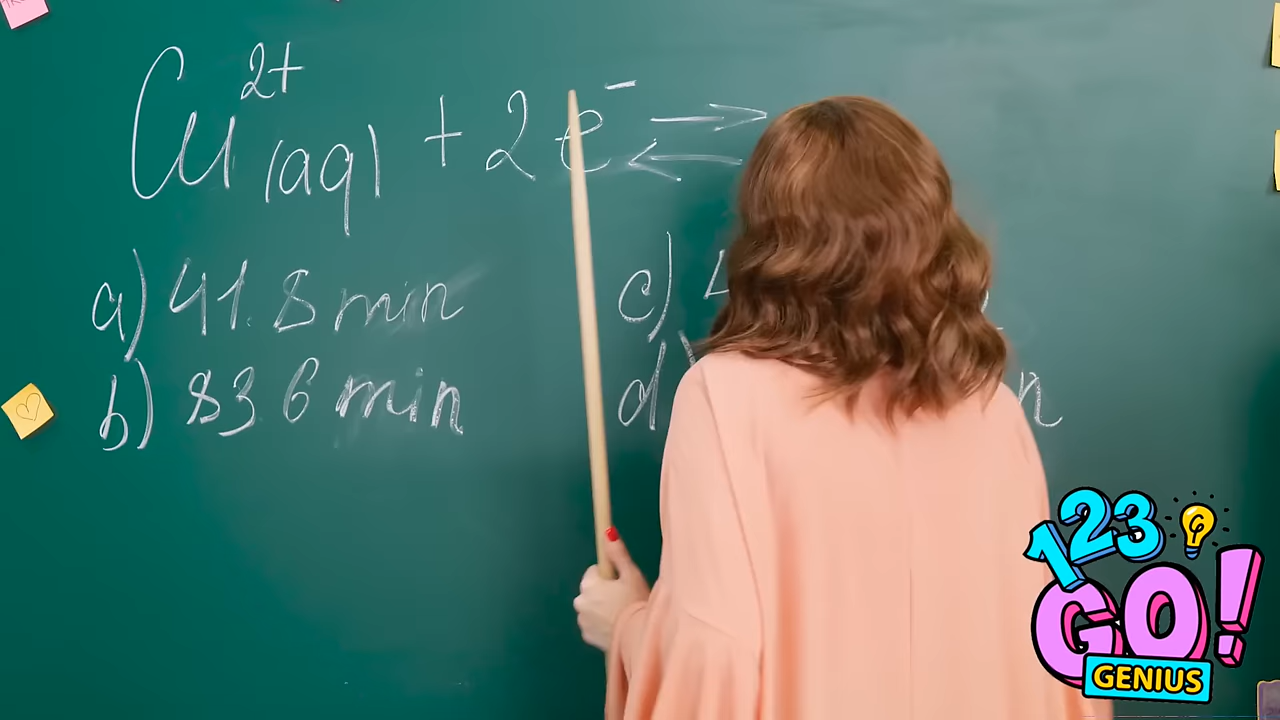 Cu²⁺(aq) + 2e⁻ ⇄
a) 41.8 min
b) 83.6 min
c)
d)
123
GO!
GENIUS